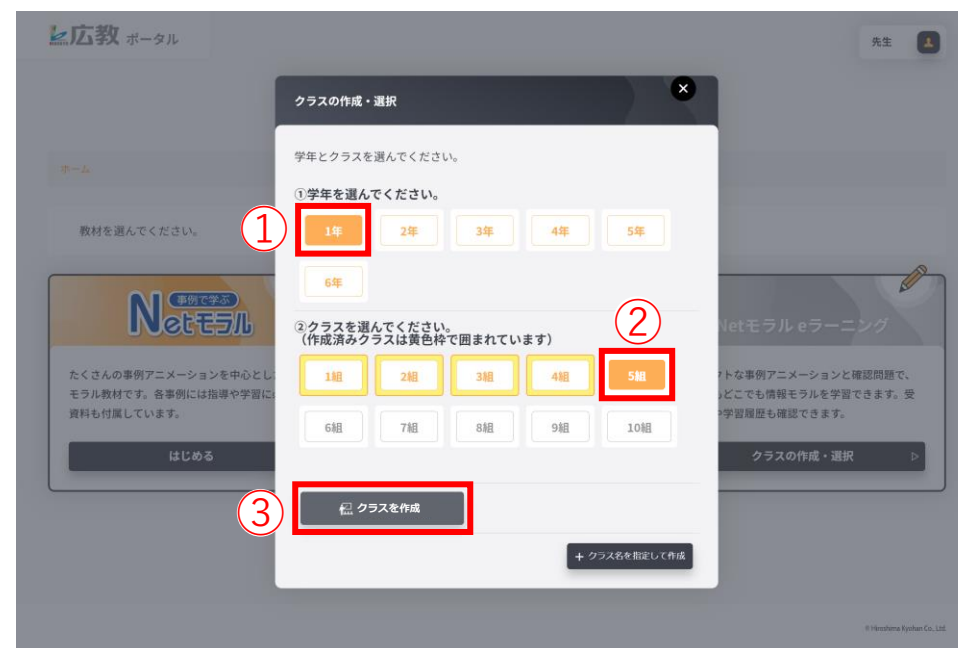 広教 ポータル
先生
クラスの作成・選択
学年とクラスを選んでください。
ホーム
①学年を選んでください。
教材を選んでください。
①
1年 2年 3年 4年 5年
6年
事例で学ぶ
Netモラル
Netモラル eラーニング
②クラスを選んでください。
(作成済みクラスは黄色枠で囲まれています)
②
1組 2組 3組 4組 5組
6組 7組 8組 9組 10組
たくさんの事例アニメーションを中心とし
モラル教材です。各事例には指導や学習に
資料も付属しています。
トな事例アニメーションと確認問題で、
どこでも情報モラルを学習できます。受
学習履歴も確認できます。
はじめる
クラスの作成・選択
③
クラスを作成
+ クラス名を指定して作成
© Hiroshima Kyohan Co., Ltd.